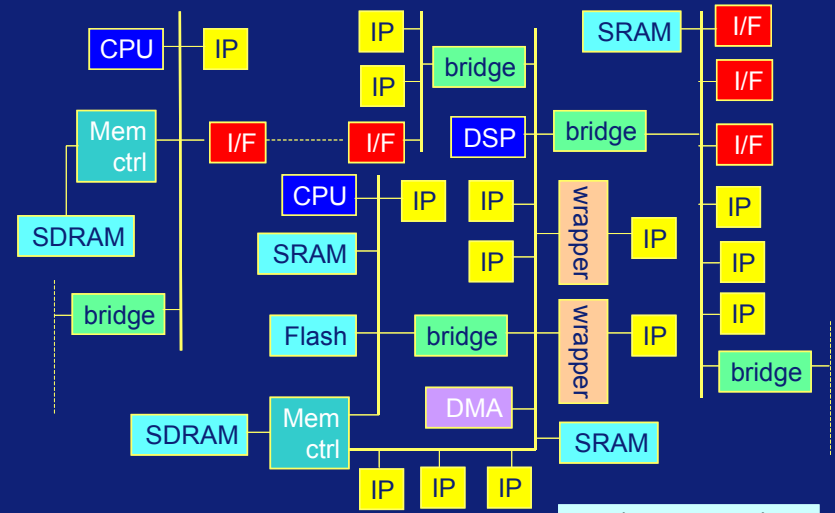 CPU
IP
IP
IP
bridge
SRAM
I/F
I/F
I/F
Mem
ctrl
I/F
I/F
DSP
bridge
SDRAM
CPU
IP
IP
IP
wrapper
IP
IP
IP
IP
SRAM
bridge
Flash
bridge
wrapper
IP
bridge
SDRAM
Mem
ctrl
DMA
SRAM
IP
IP
IP